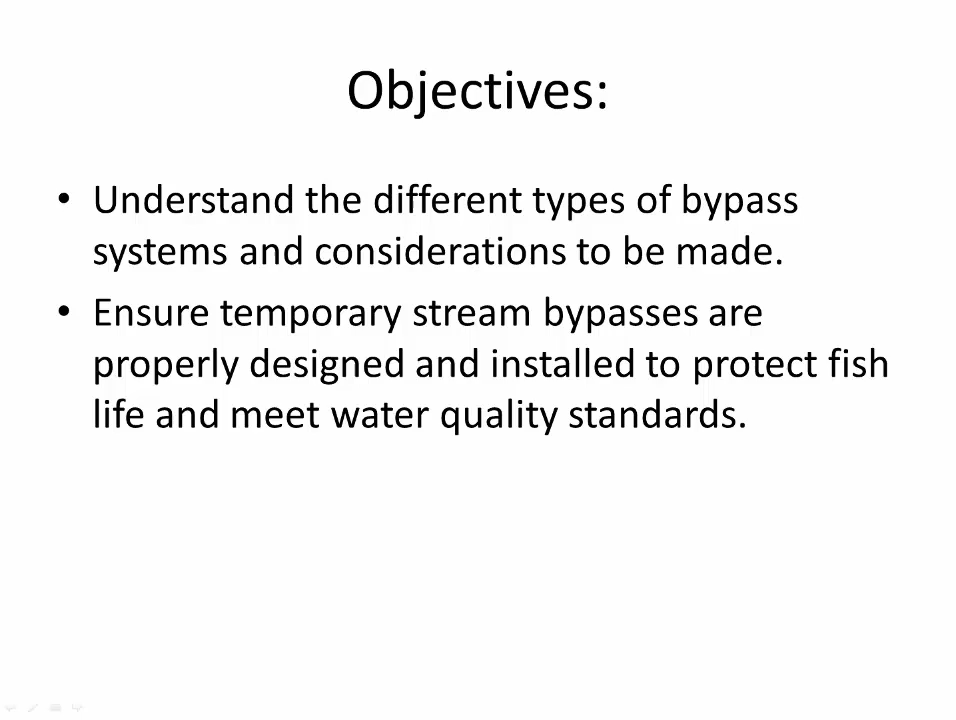 Objectives:
• Understand the different types of bypass
systems and considerations to be made.
• Ensure temporary stream bypasses are
properly designed and installed to protect fish
life and meet water quality standards.